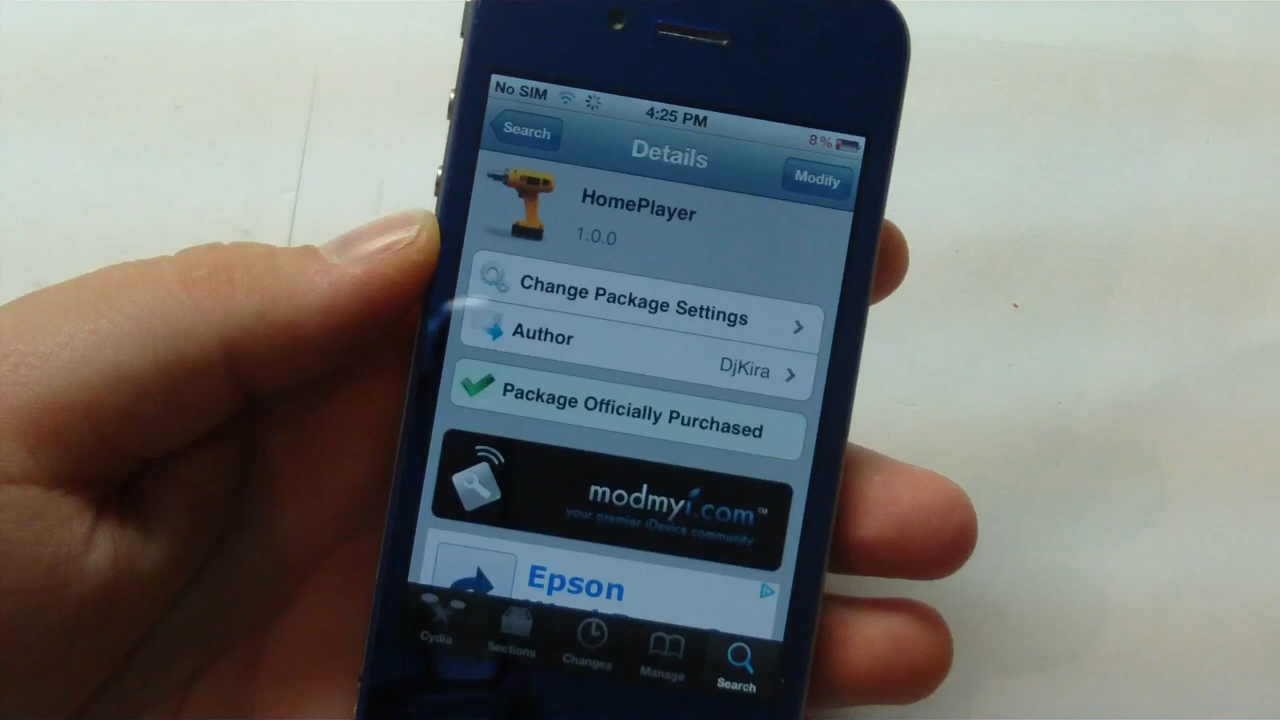 No SIM 4:25 PM 8%
Search Details Modify
HomePlayer
1.0.0
Change Package Settings
Author DjKira
Package Officially Purchased
modmyi.com™
your premier iDevice community
Epson
Cydia Sections Changes Manage Search